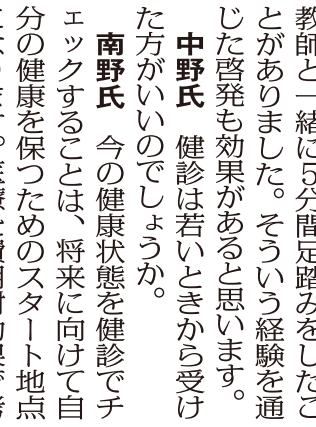 教師と一緒に5分間足踏みをしたこ
とがありました。そういう経験を通
じた啓発も効果があると思います。
中野氏　健診は若いときから受け
た方がいいのでしょうか。
南野氏　今の健康状態を健診でチ
ェックすることは、将来に向けて自
分の健康を保つためのスタート地点